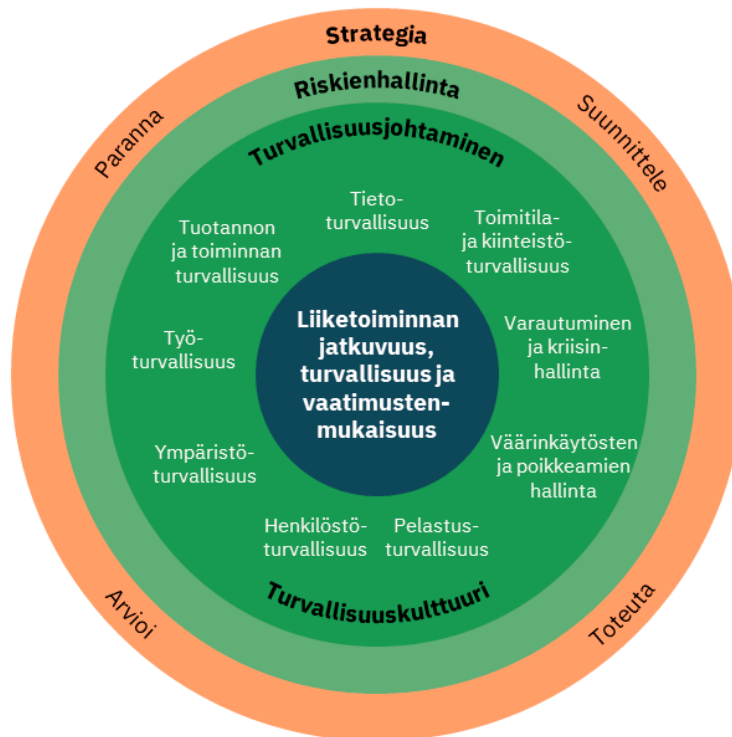 Strategia
Riskienhallinta
Turvallisuusjohtaminen
Paranna
Suunnittele
Tieto-
turvallisuus
Toimitila-
ja kiinteistö-
turvallisuus
Tuotannon
ja toiminnan
turvallisuus
Varautuminen
ja kriisin-
hallinta
Työ-
turvallisuus
Liiketoiminnan
jatkuvuus,
turvallisuus ja
vaatimusten-
mukaisuus
Väärinkäytösten
ja poikkeamien
hallinta
Ympäristö-
turvallisuus
Henkilöstö-
turvallisuus
Pelastus-
turvallisuus
Turvallisuuskulttuuri
Arvioi
Toteuta